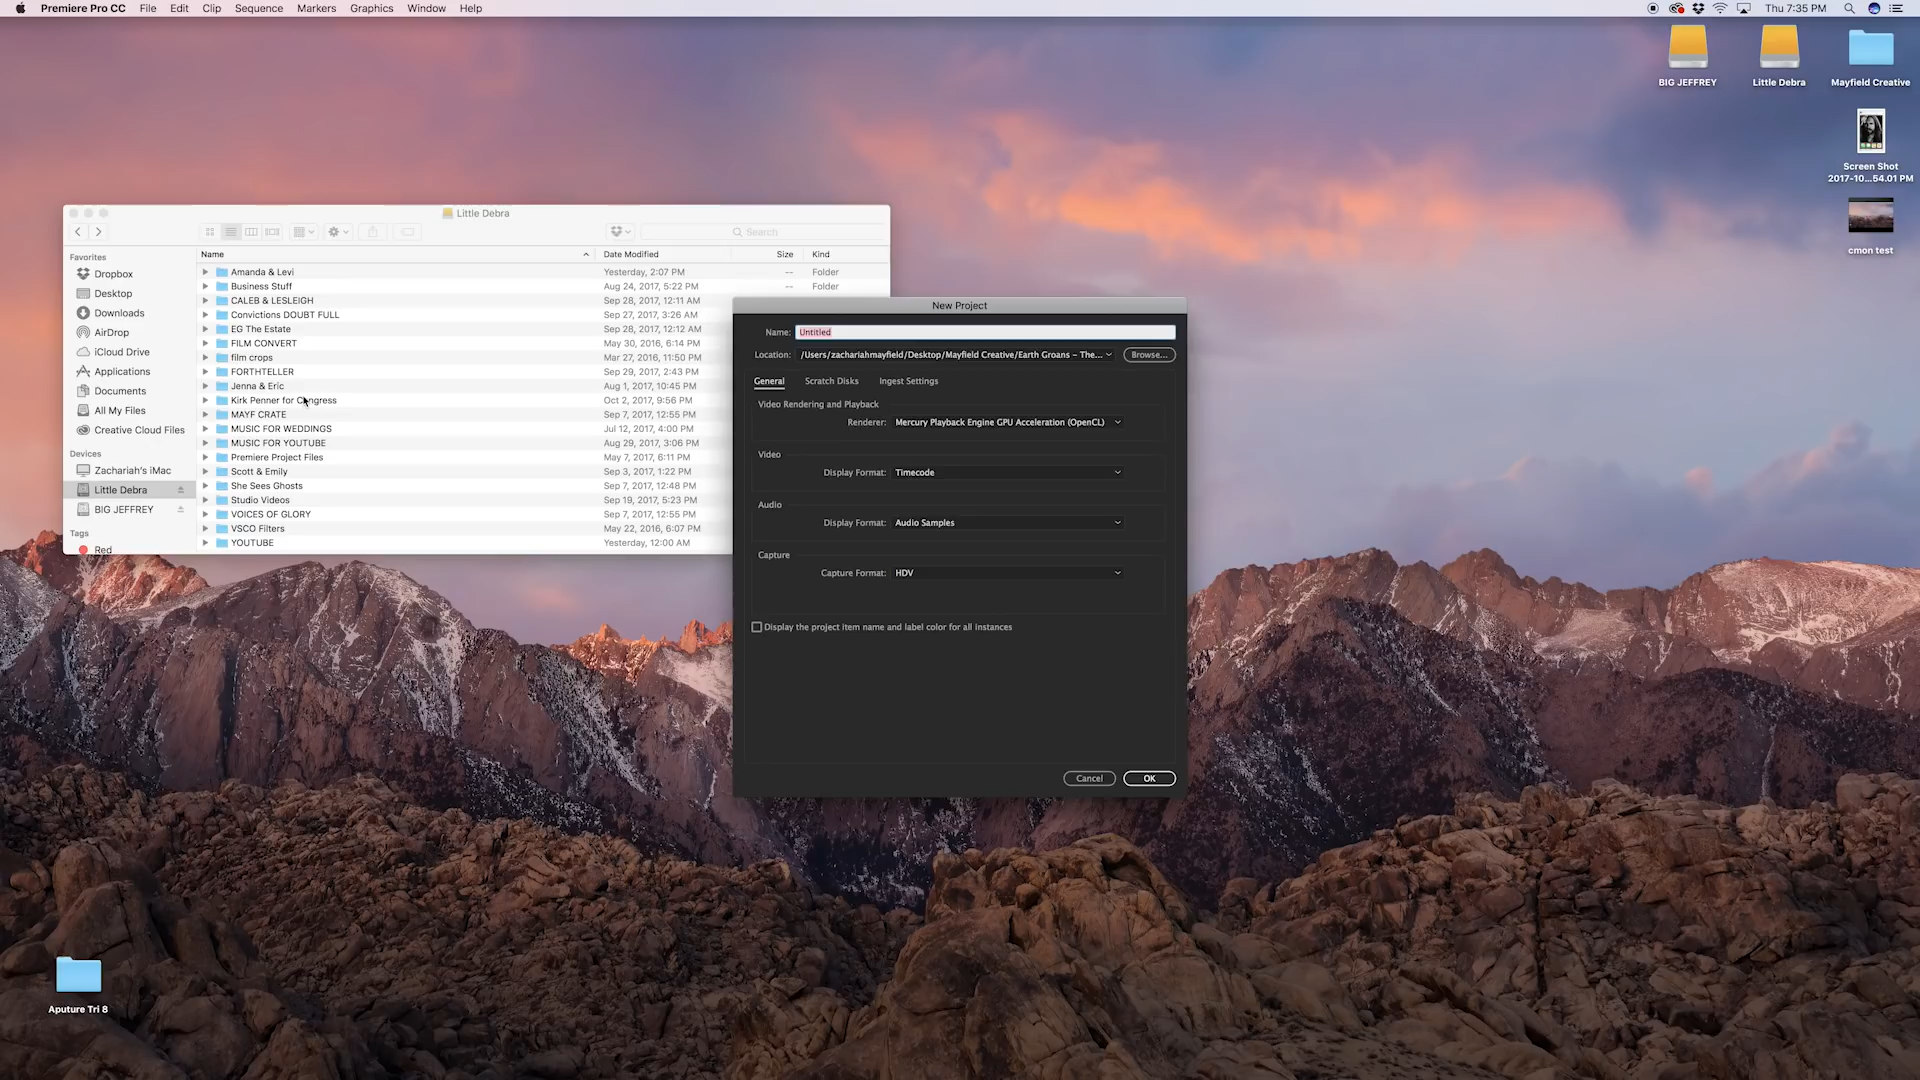 Premiere Pro CC File Edit Clip Sequence Markers Graphics Window Help Thu 7:35 PM
BIG JEFFREY
Little Debra
Mayfield Creative
Screen Shot
2017-10...54.01 PM
cmon test
Little Debra
Search
Favorites
Dropbox
Desktop
Downloads
AirDrop
iCloud Drive
Applications
Documents
All My Files
Creative Cloud Files
Devices
Zachariah's iMac
Little Debra
BIG JEFFREY
Tags
Red
Name Date Modified Size Kind
Amanda & Levi Yesterday, 2:07 PM -- Folder
Business Stuff Aug 24, 2017, 5:22 PM -- Folder
CALEB & LESLEIGH Sep 28, 2017, 12:11 AM
Convictions DOUBT FULL Sep 27, 2017, 3:26 AM
EG The Estate Sep 28, 2017, 12:12 AM
FILM CONVERT May 30, 2016, 6:14 PM
film crops Mar 27, 2016, 11:50 PM
FORTHTELLER Sep 29, 2017, 2:43 PM
Jenna & Eric Aug 1, 2017, 10:45 PM
Kirk Penner for Congress Oct 2, 2017, 9:56 PM
MAYF CRATE Sep 7, 2017, 12:55 PM
MUSIC FOR WEDDINGS Jul 12, 2017, 4:00 PM
MUSIC FOR YOUTUBE Aug 29, 2017, 3:06 PM
Premiere Project Files May 7, 2017, 6:11 PM
Scott & Emily Sep 3, 2017, 1:22 PM
She Sees Ghosts Sep 7, 2017, 12:48 PM
Studio Videos Sep 19, 2017, 5:23 PM
VOICES OF GLORY Sep 7, 2017, 12:55 PM
VSCO Filters May 22, 2016, 6:07 PM
YOUTUBE Yesterday, 12:00 AM
New Project
Name: Untitled
Location: /Users/zachariahmayfield/Desktop/Mayfield Creative/Earth Groans - The... Browse...
General Scratch Disks Ingest Settings
Video Rendering and Playback
Renderer: Mercury Playback Engine GPU Acceleration (OpenCL)
Video
Display Format: Timecode
Audio
Display Format: Audio Samples
Capture
Capture Format: HDV
Display the project item name and label color for all instances
Cancel OK
Aputure Tri 8